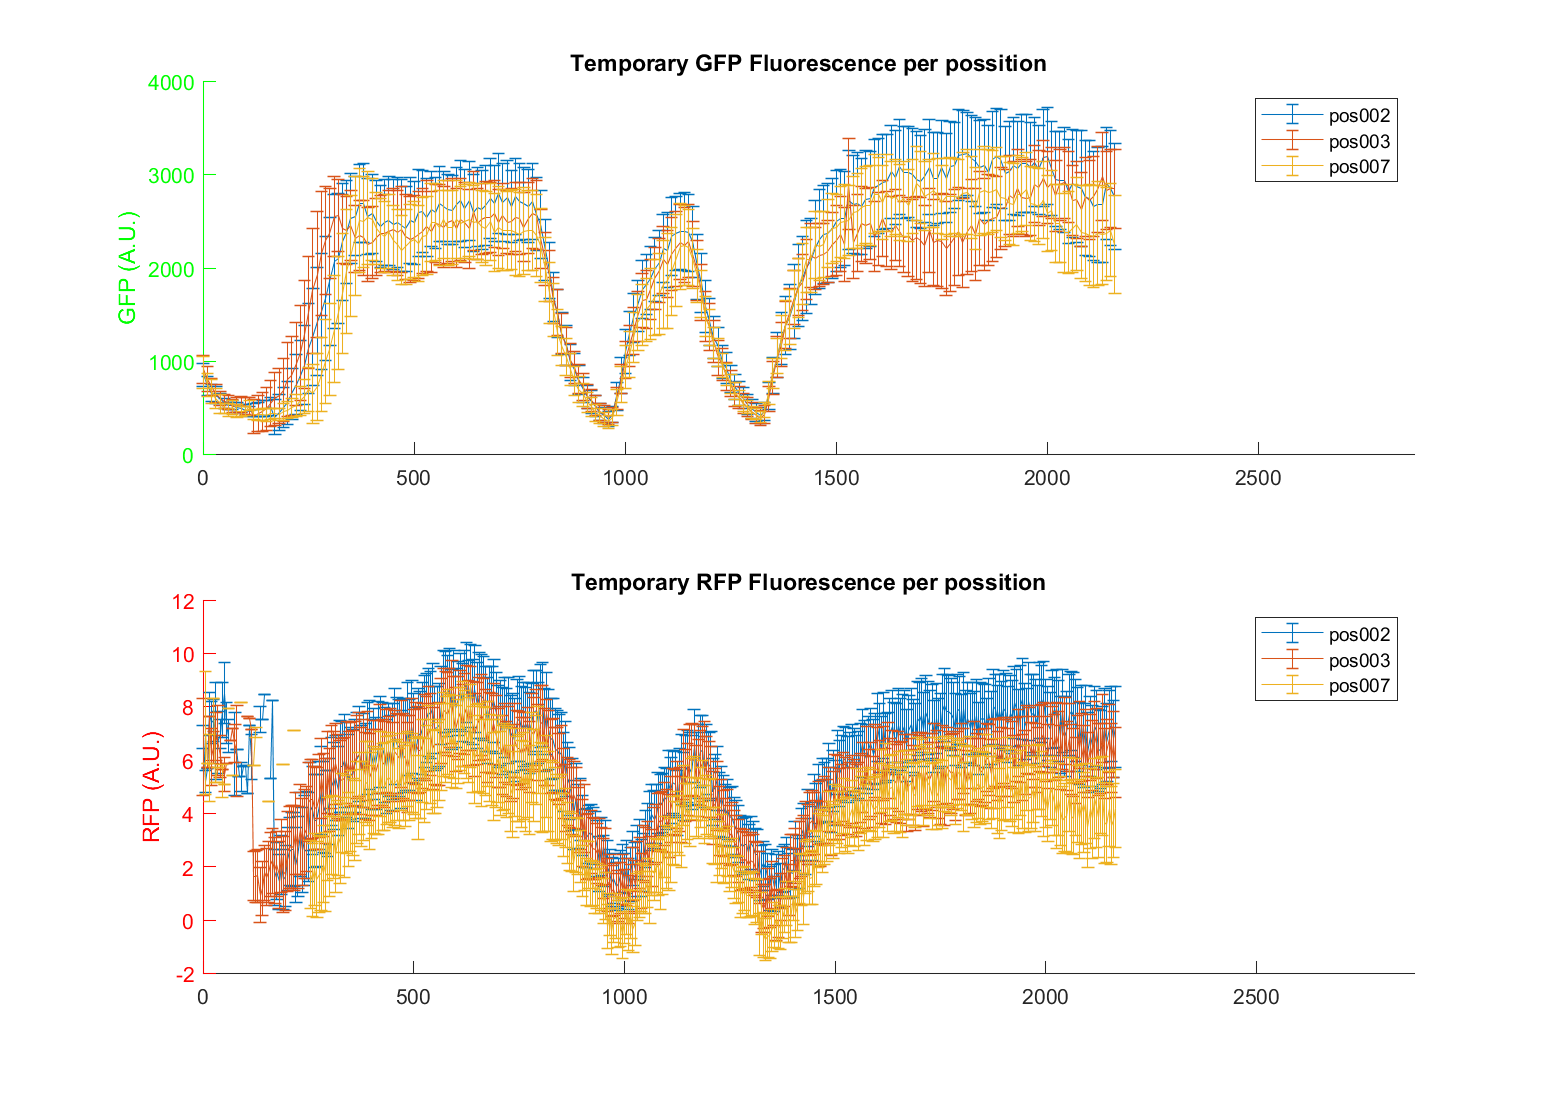 Temporary GFP Fluorescence per possition
4000
3000
2000
1000
0
GFP (A.U.)
0 500 1000 1500 2000 2500
pos002
pos003
pos007
Temporary RFP Fluorescence per possition
12
10
8
6
4
2
0
-2
RFP (A.U.)
0 500 1000 1500 2000 2500
pos002
pos003
pos007